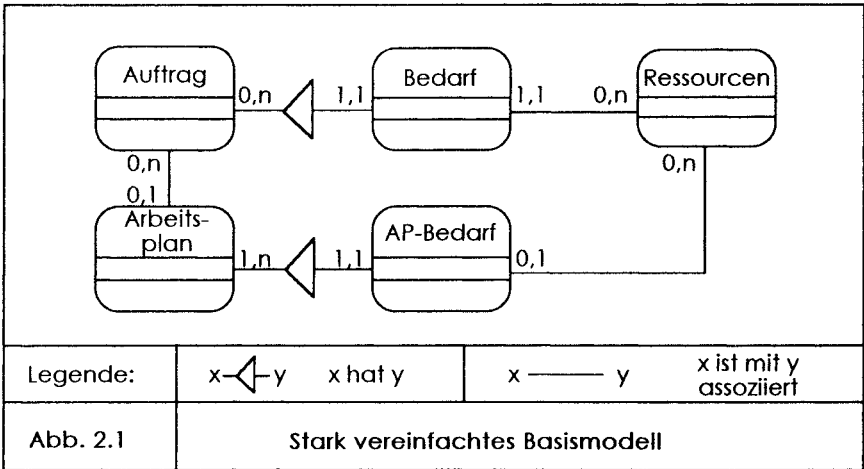 Auftrag
0,n
1,1
Bedarf
1,1
0,n
Ressourcen
0,n
0,n
0,1
Arbeits-
plan
1,n
1,1
AP-Bedarf
0,1
Legende:
x y x hat y
x y x ist mit y
assoziiert
Abb. 2.1
Stark vereinfachtes Basismodell